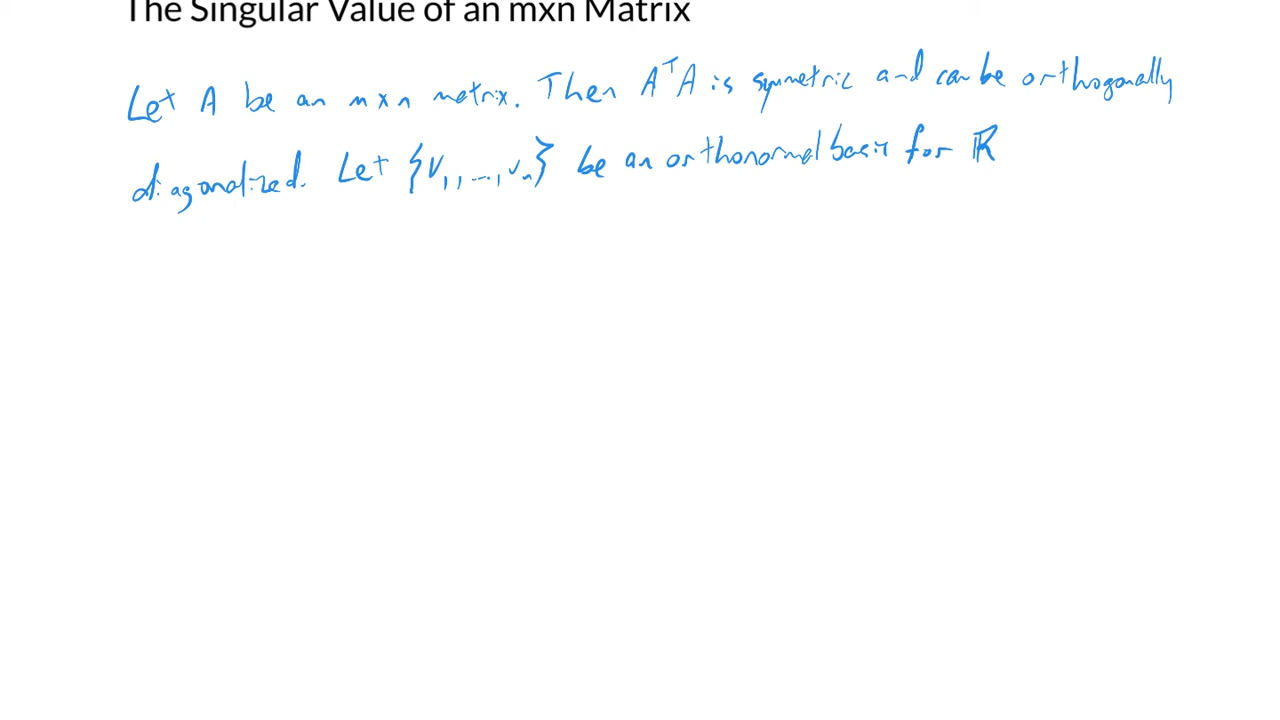 The Singular Value of an mxn Matrix
Let A be an m x n matrix. Then AᵀA is symmetric and can be orthogonally
diagonalized. Let {v₁, ..., vₙ} be an orthonormal basis for ℝ